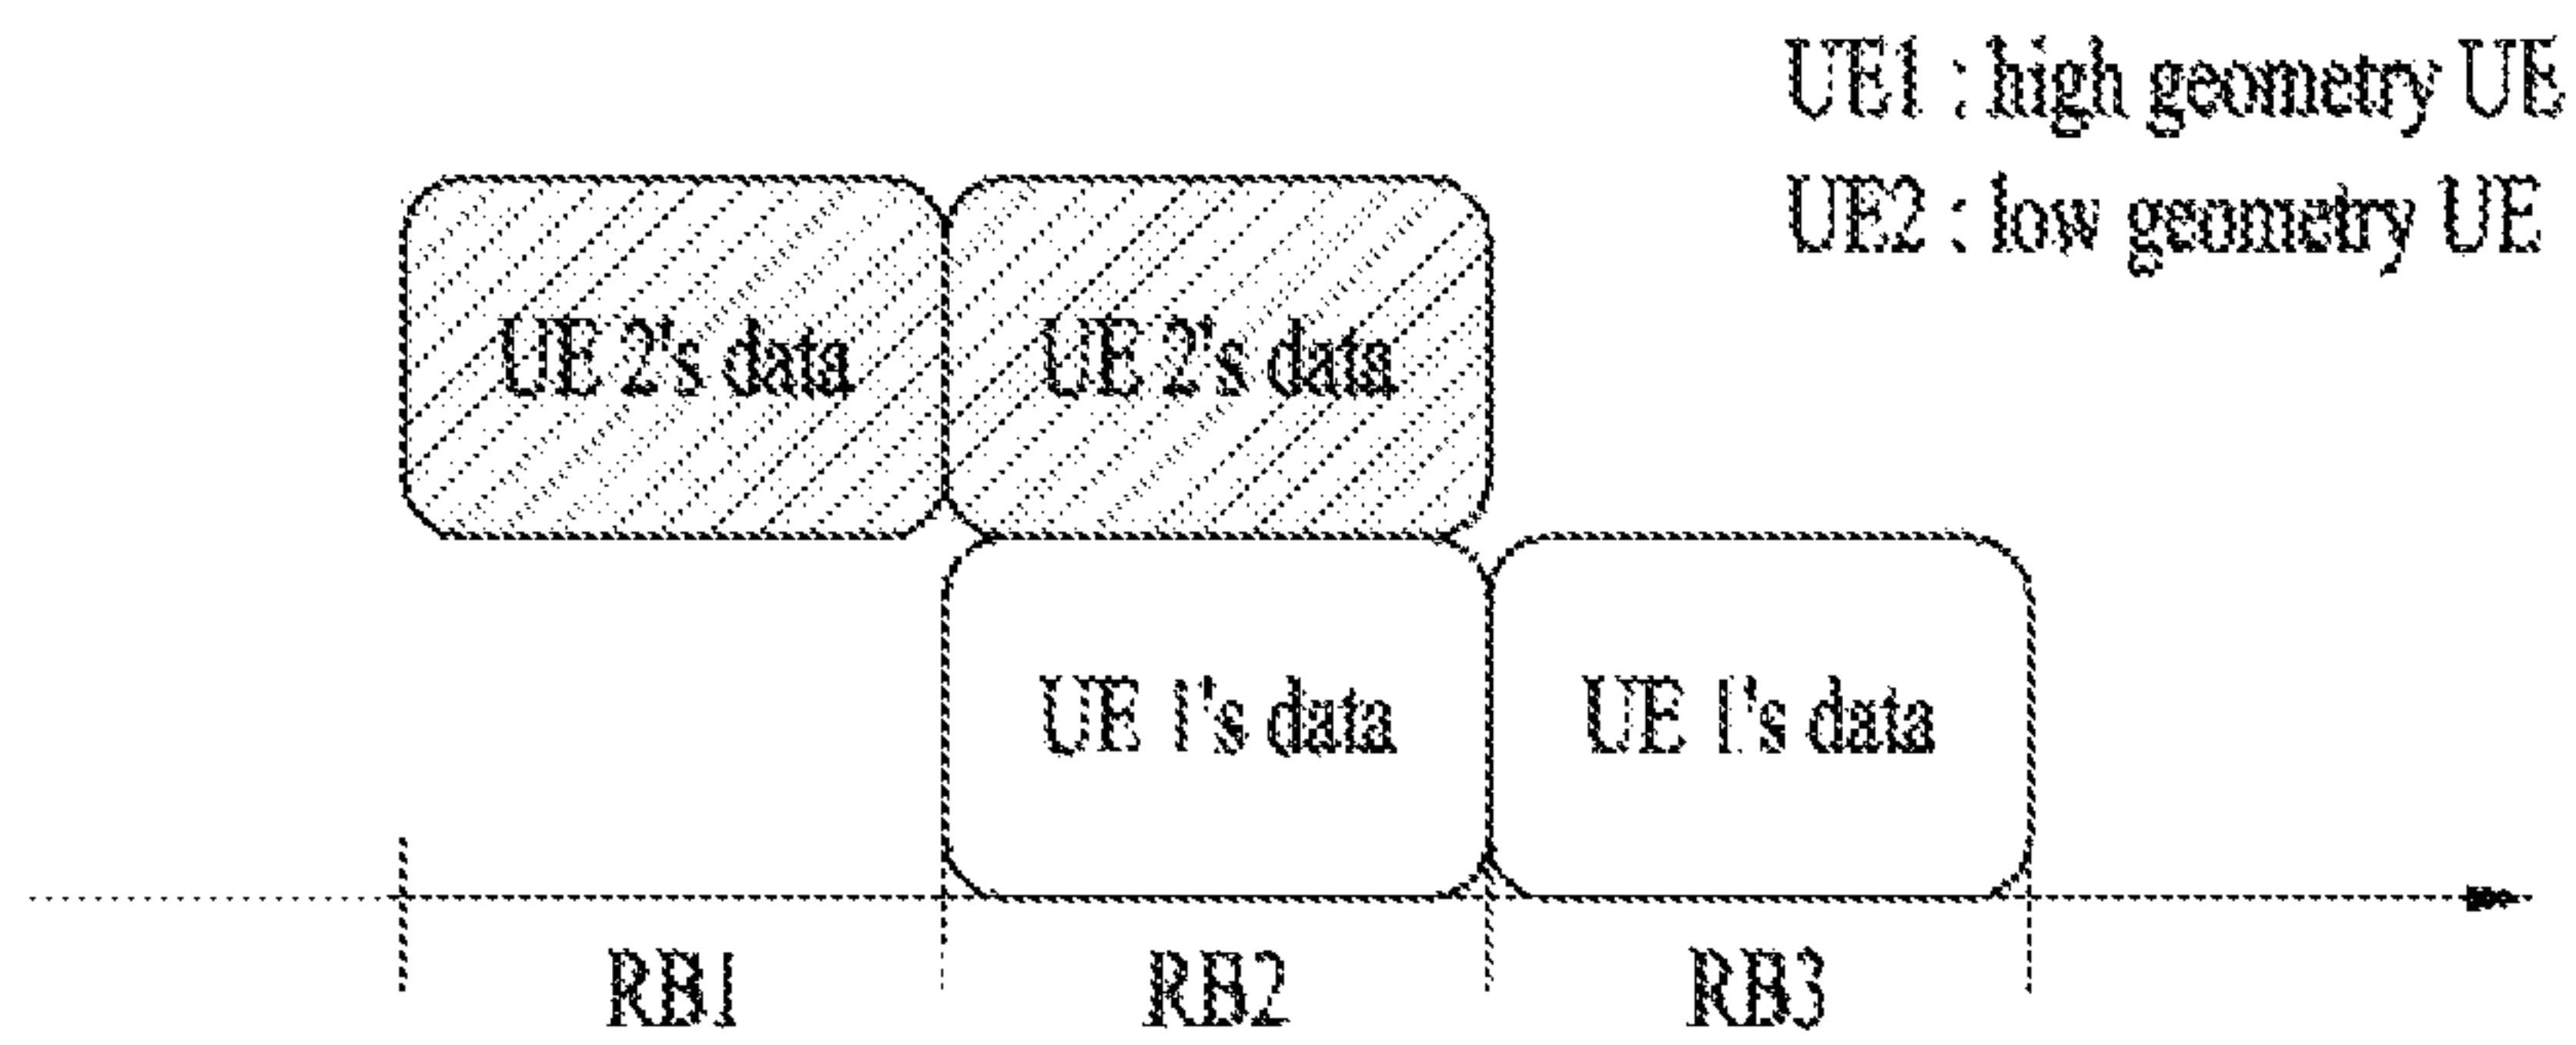 UE1 : high geometry UE
UE2 : low geometry UE
UE 2's data
UE 2's data
UE 1's data
UE 1's data
RB1
RB2
RB3